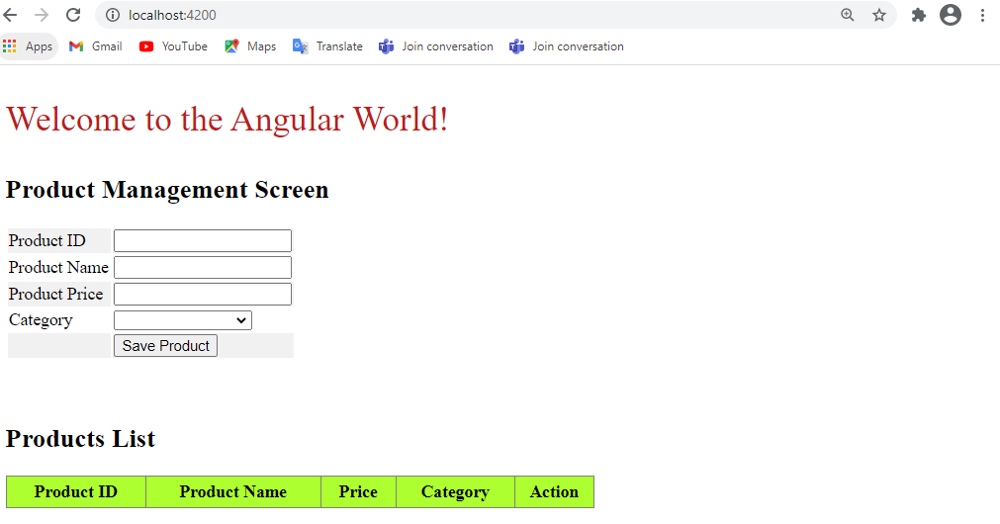 localhost:4200
Apps Gmail YouTube Maps Translate Join conversation Join conversation
Welcome to the Angular World!
Product Management Screen
Product ID
Product Name
Product Price
Category
Save Product
Products List
Product ID Product Name Price Category Action